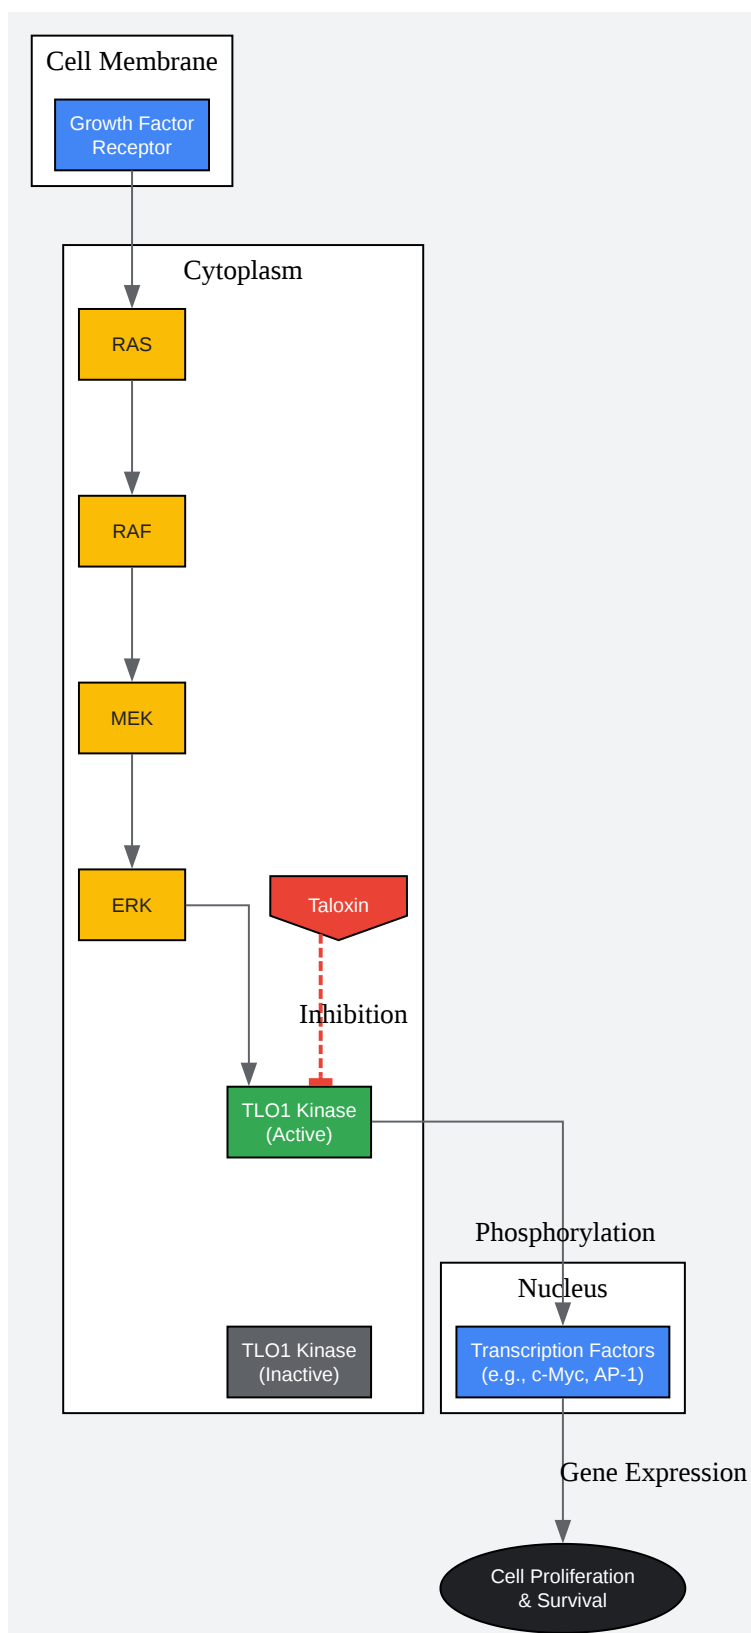 Cell Membrane
Growth Factor
Receptor
Cytoplasm
RAS
RAF
MEK
ERK
Taloxin
Inhibition
TLO1 Kinase
(Active)
Phosphorylation
Nucleus
TLO1 Kinase
(Inactive)
Transcription Factors
(e.g., c-Myc, AP-1)
Gene Expression
Cell Proliferation
& Survival